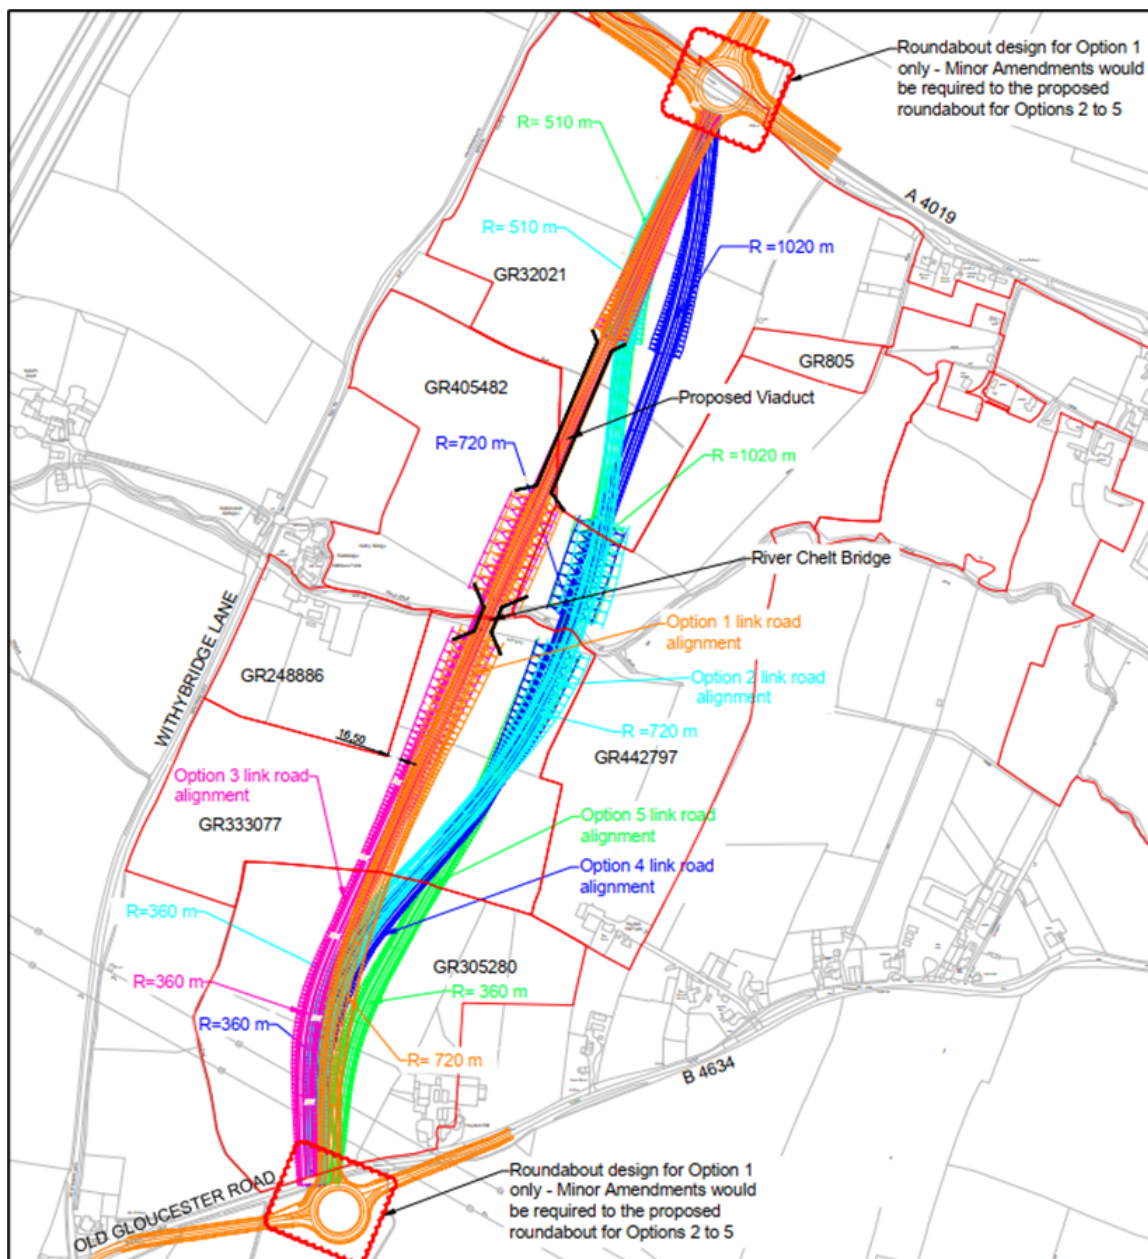 Roundabout design for Option 1
only - Minor Amendments would
be required to the proposed
roundabout for Options 2 to 5
R= 510 m
A 4019
R= 510 m
R =1020 m
GR32021
GR805
GR405482
Proposed Viaduct
R=720 m
R =1020 m
River Chelt Bridge
WITHYBRIDGE LANE
Option 1 link road
alignment
GR248886
Option 2 link road
alignment
R =720 m
16.50
GR442797
Option 3 link road
alignment
GR333077
Option 5 link road
alignment
Option 4 link road
alignment
R=360 m
GR305280
R=360 m
R= 360 m
R=360 m
R= 720 m
B 4634
OLD GLOUCESTER ROAD
Roundabout design for Option 1
only - Minor Amendments would
be required to the proposed
roundabout for Options 2 to 5